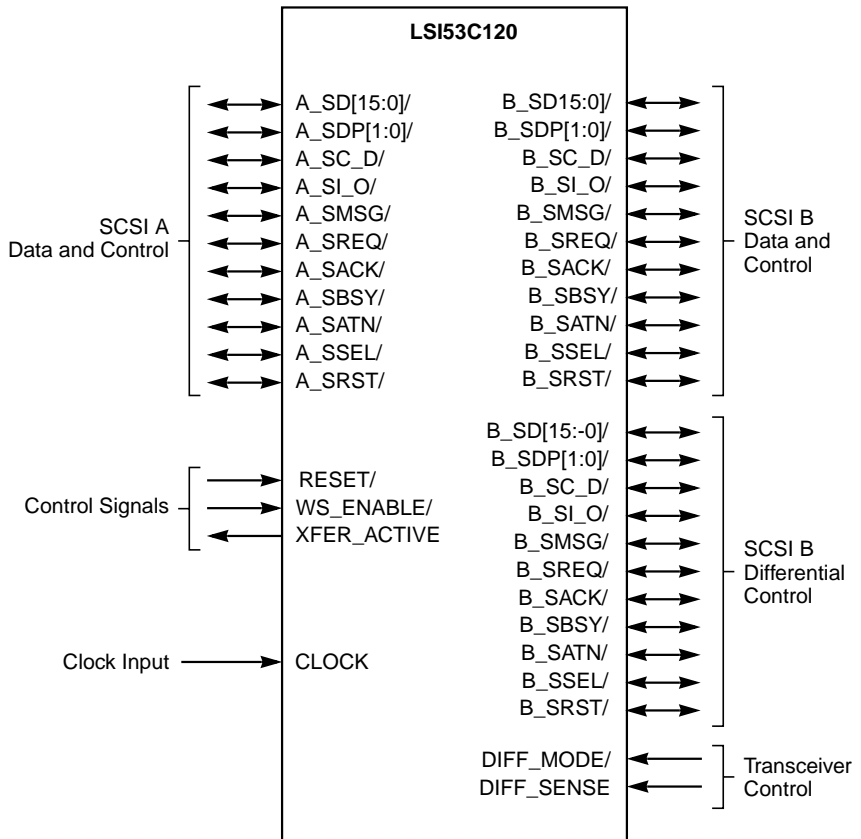 LSI53C120
SCSI A
Data and Control
A_SD[15:0]/
A_SDP[1:0]/
A_SC_D/
A_SI_O/
A_SMSG/
A_SREQ/
A_SACK/
A_SBSY/
A_SATN/
A_SSEL/
A_SRST/
Control Signals
RESET/
WS_ENABLE/
XFER_ACTIVE
Clock Input
CLOCK
B_SD15:0]/
B_SDP[1:0]/
B_SC_D/
B_SI_O/
B_SMSG/
B_SREQ/
B_SACK/
B_SBSY/
B_SATN/
B_SSEL/
B_SRST/
SCSI B
Data and
Control
B_SD[15:-0]/
B_SDP[1:0]/
B_SC_D/
B_SI_O/
B_SMSG/
B_SREQ/
B_SACK/
B_SBSY/
B_SATN/
B_SSEL/
B_SRST/
SCSI B
Differential
Control
DIFF_MODE/
DIFF_SENSE
Transceiver
Control